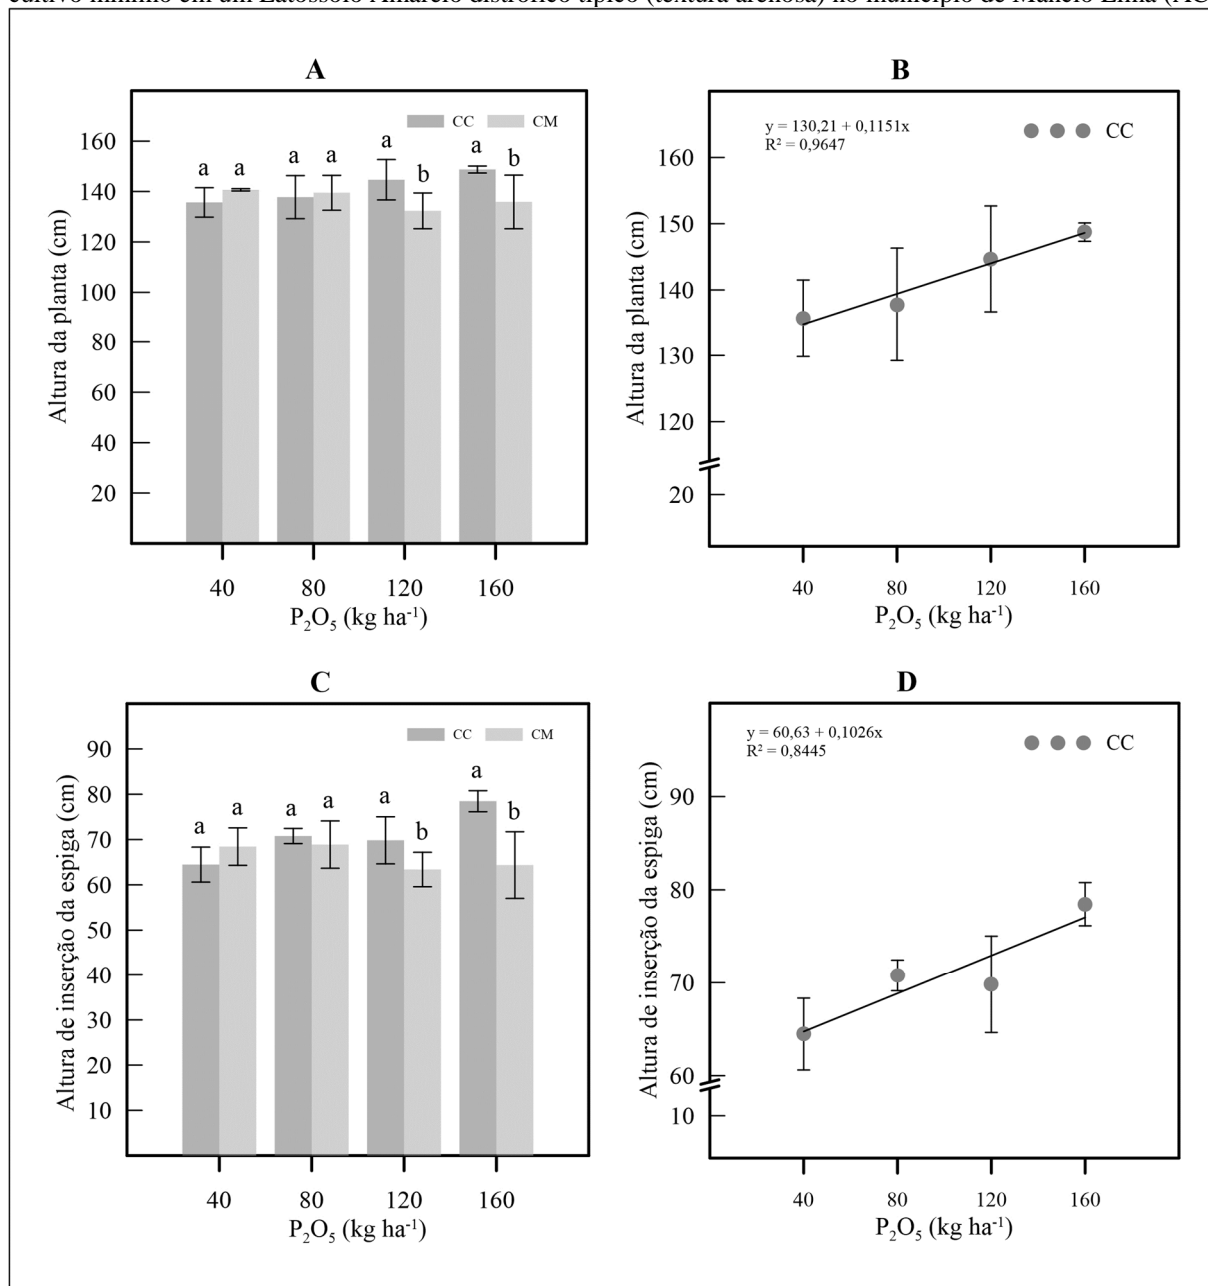 cultivo mínimo em um Latossolo Amarelo distrófico típico (textura arenosa) no município de Mâncio Lima (AC
A
CC CM
Altura da planta (cm)
160
140
120
100
80
60
40
20
a a a a a b a b
40 80 120 160
P₂O₅ (kg ha⁻¹)
B
y = 130,21 + 0,1151x
R² = 0,9647
CC
Altura da planta (cm)
160
150
140
130
120
20
40 80 120 160
P₂O₅ (kg ha⁻¹)
C
CC CM
Altura de inserção da espiga (cm)
90
80
70
60
50
40
30
20
10
a a a a a b a b
40 80 120 160
P₂O₅ (kg ha⁻¹)
D
y = 60,63 + 0,1026x
R² = 0,8445
CC
Altura de inserção da espiga (cm)
90
80
70
60
10
40 80 120 160
P₂O₅ (kg ha⁻¹)